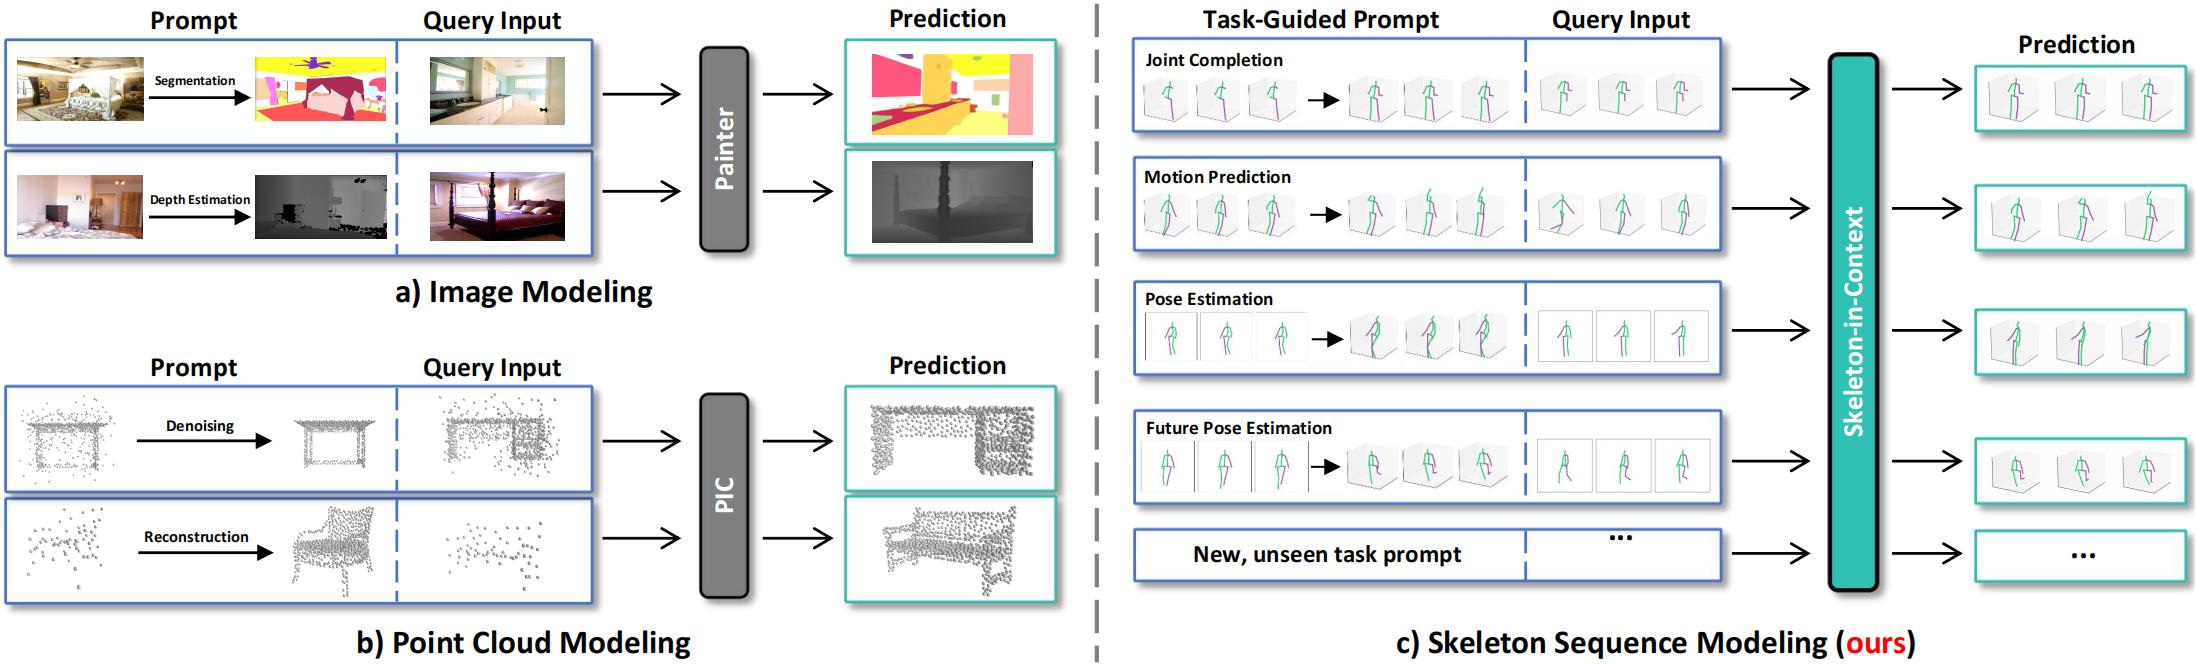 Prompt
Query Input
Prediction
Segmentation
Depth Estimation
Painter
a) Image Modeling
Prompt
Query Input
Prediction
Denoising
Reconstruction
PIC
b) Point Cloud Modeling
Task-Guided Prompt
Query Input
Prediction
Joint Completion
Motion Prediction
Pose Estimation
Future Pose Estimation
New, unseen task prompt
...
Skeleton-in-Context
...
c) Skeleton Sequence Modeling (ours)